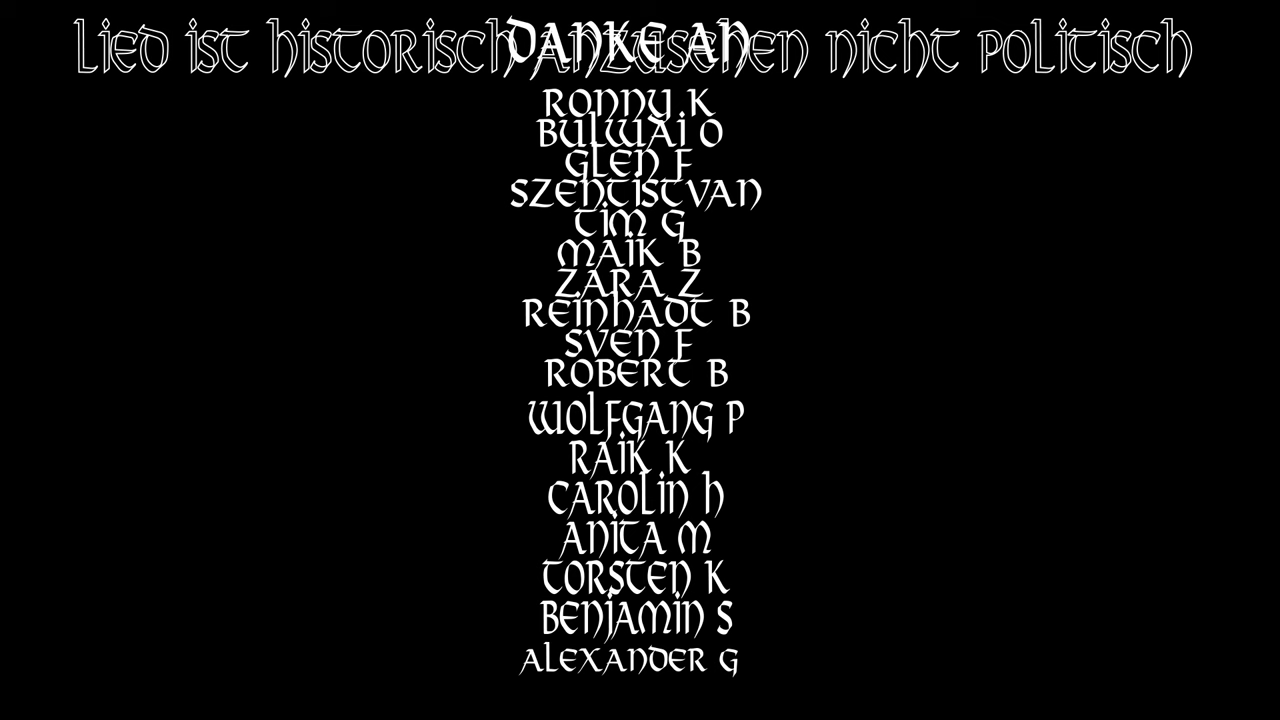 LIED IST HISTORISCH ANZUSEHEN NICHT POLITISCH
DANKE AN
RONNY K
BULWAI O
GLEN F
SZENTISTVAN
TIM G
MAIK B
ZARA Z
REINHADT B
SVEN F
ROBERT B
WOLFGANG P
RAIK K
CAROLIN H
ANITA M
TORSTEN K
BENJAMIN S
ALEXANDER G